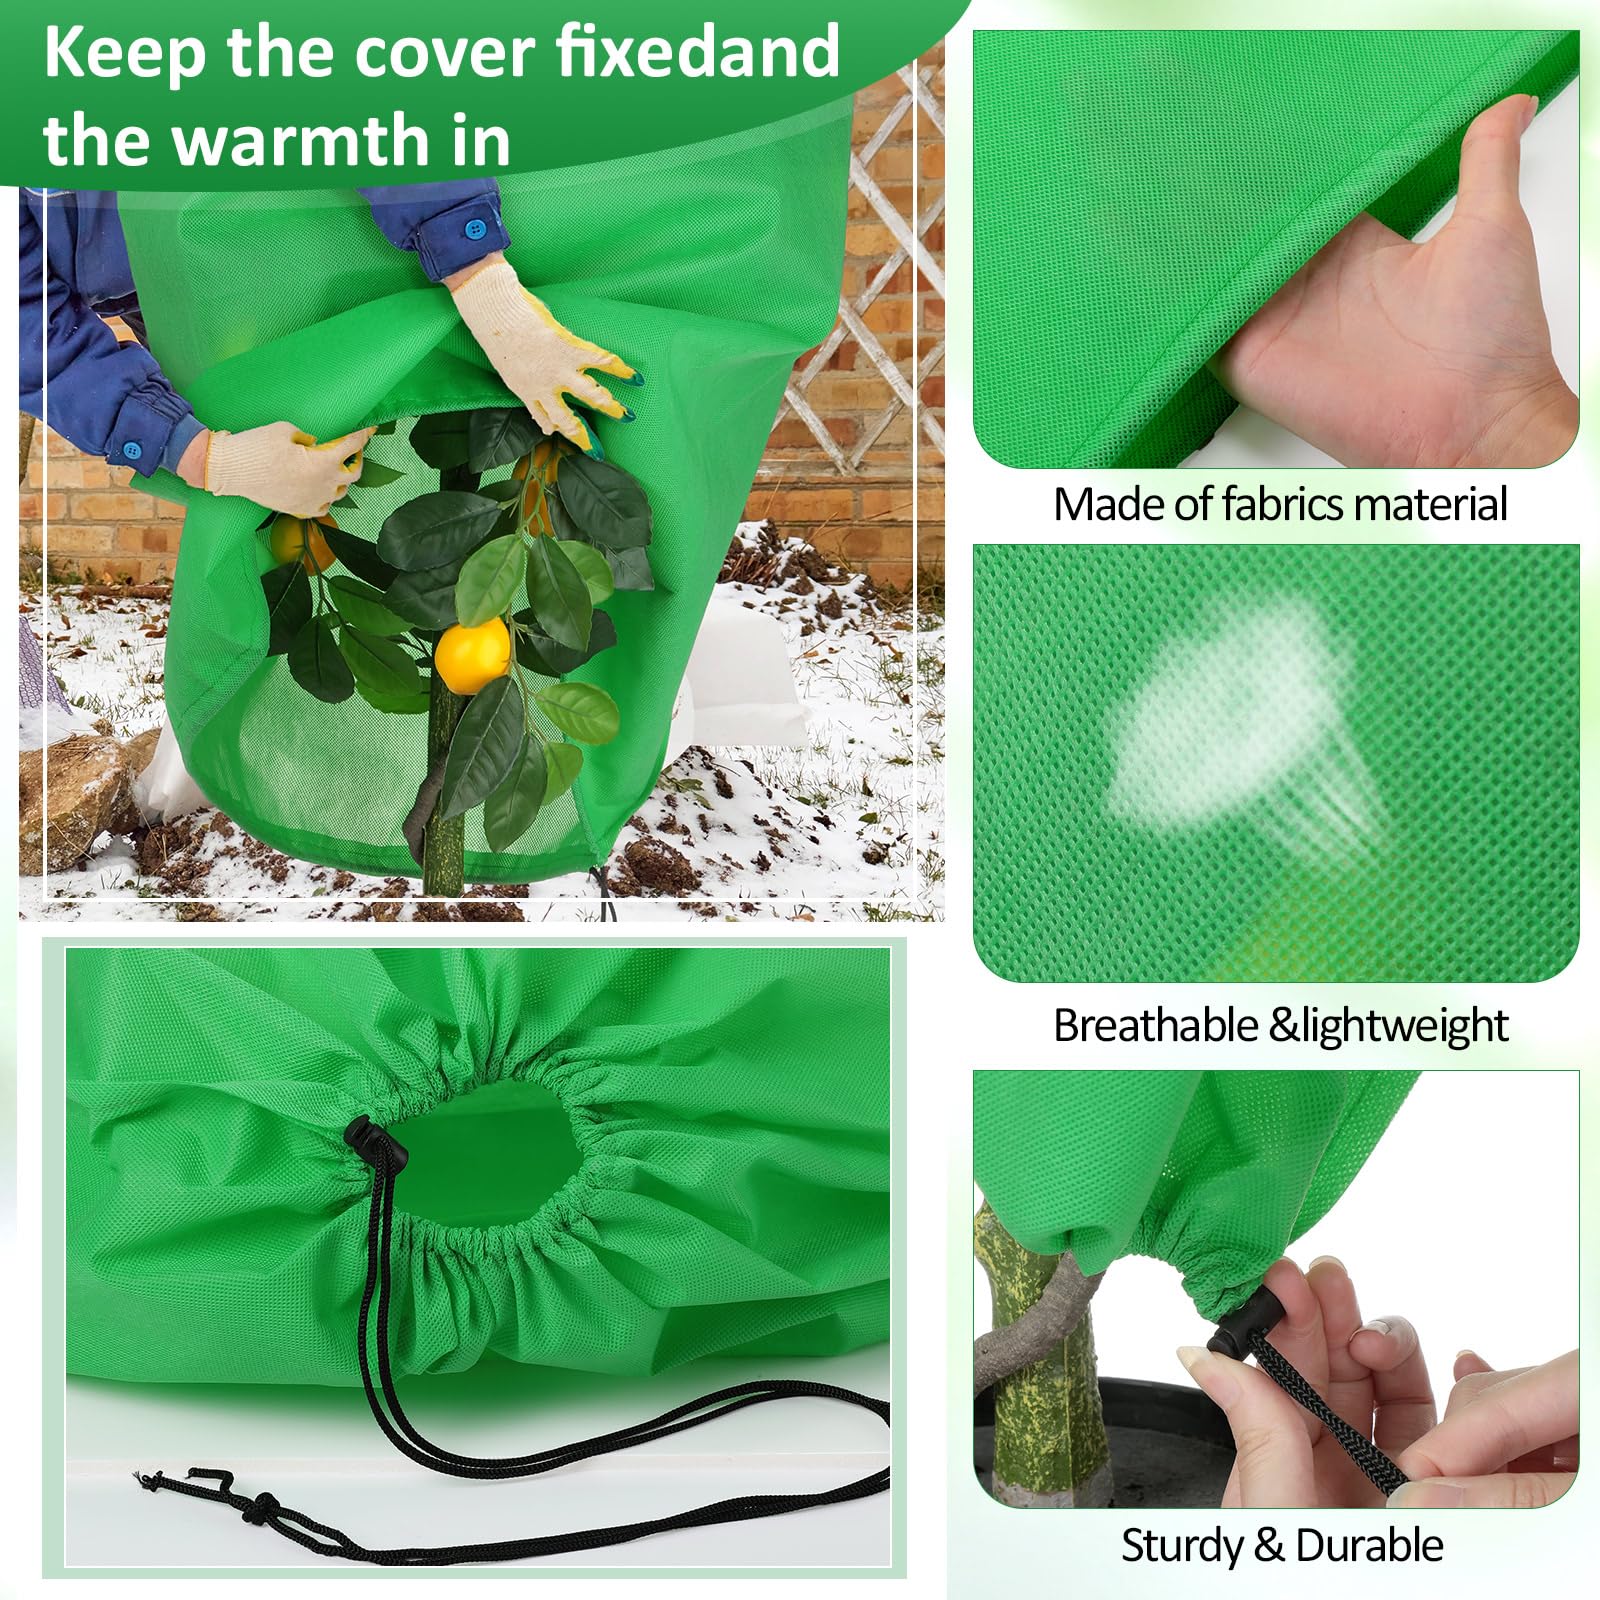 Keep the cover fixedand
the warmth in
Made of fabrics material
Breathable &lightweight
Sturdy & Durable